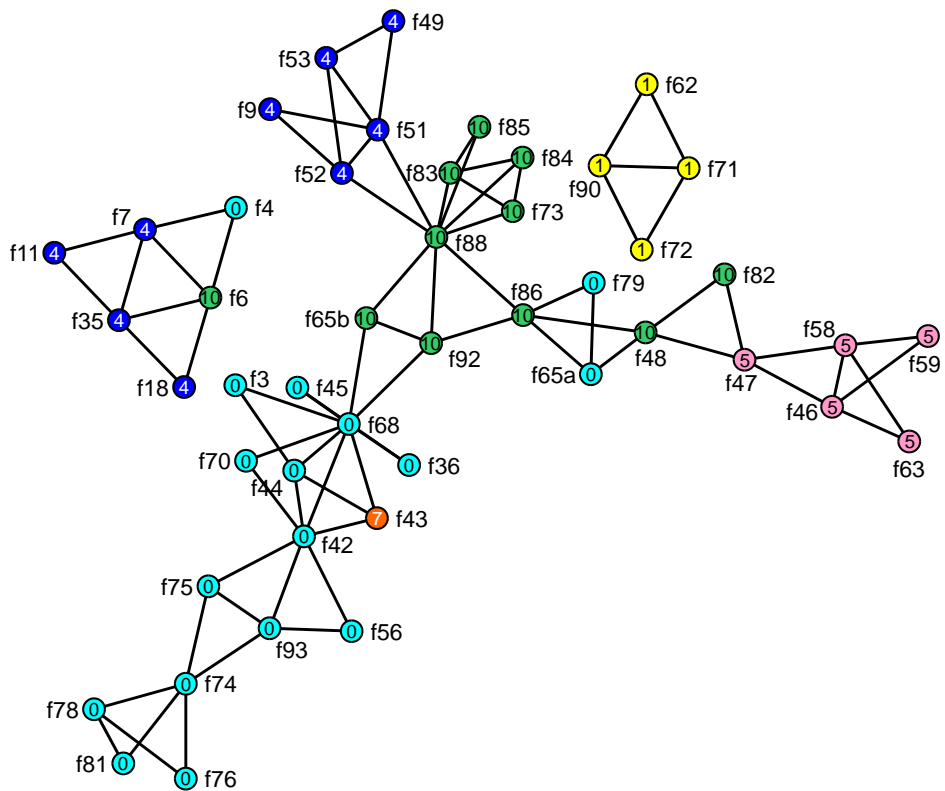 4 f49
f53 4
f62
1
f9 4
4 f51
10 f85
f83 10
10 f84
f52 4
1
f90
1 f71
f7 4
0 f4
10 f73
10 f88
1 f72
f11 4
10 f6
f79
0
f82
10
f86
10
f35 4
f65b 10
10
f92
10
f48
f58
5
5
f59
5
f47
f65a 0
f18 4
f3
0
0 f45
f46 5
5
f63
0 f68
f70 0
0
f44
0 f36
7 f43
0
f42
f75 0
0
f93
0 f56
0 f74
f78 0
f81 0
0 f76